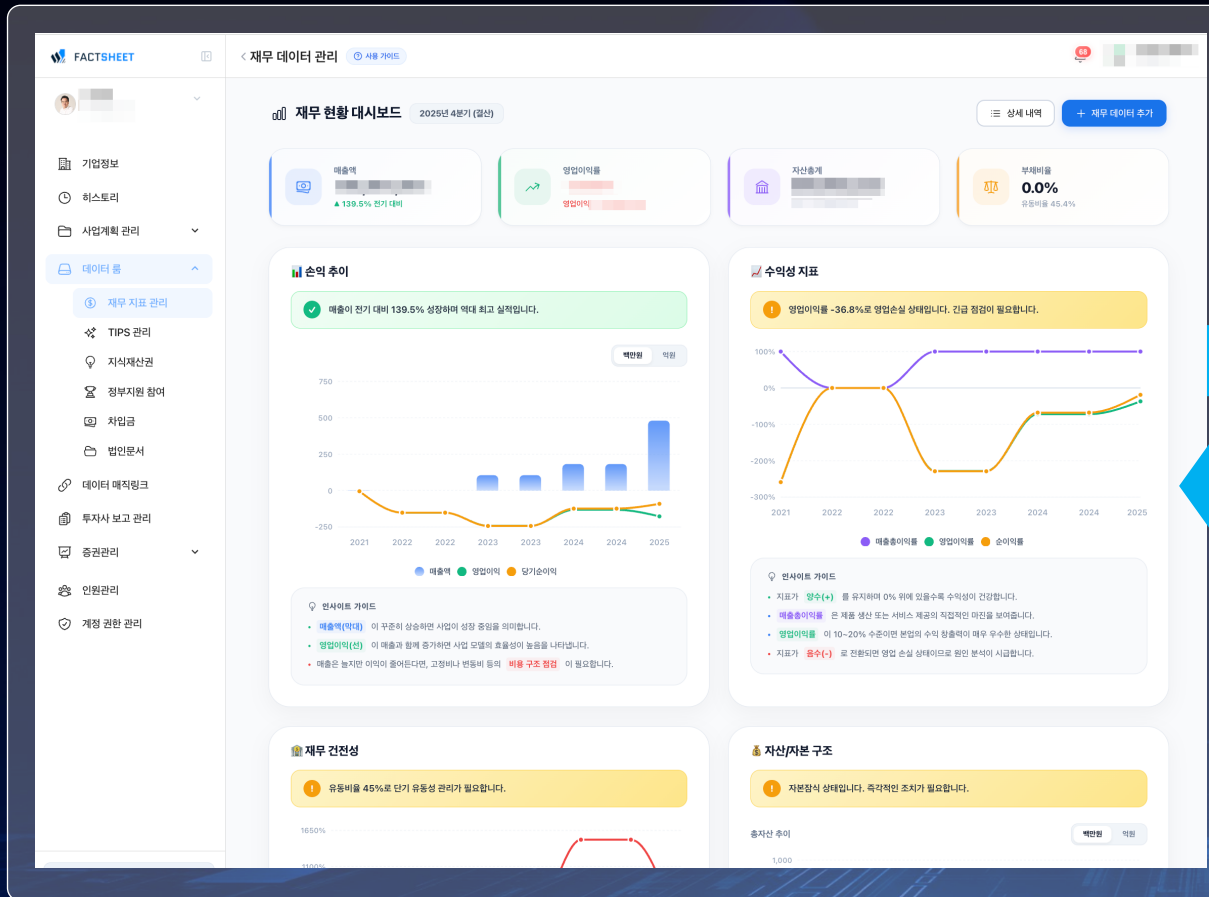 FACTSHEET
재무 데이터 관리
사용 가이드
68
기업정보
히스토리
사업계획 관리
데이터 룸
재무 지표 관리
TIPS 관리
지식재산권
정부지원 참여
차입금
법인문서
데이터 매직링크
투자사 보고 관리
증권관리
인원관리
계정 권한 관리
재무 현황 대시보드
2025년 4분기 (결산)
상세 내역
+ 재무 데이터 추가
매출액
▲ 139.5% 전기 대비
영업이익률
영업이익
자산총계
부채비율
0.0%
유동비율 45.4%
손익 추이
매출이 전기 대비 139.5% 성장하며 역대 최고 실적입니다.
백만원 억원
750
500
250
0
-250
2021 2022 2022 2023 2023 2024 2024 2025
매출액 영업이익 당기순이익
인사이트 가이드
• 매출액(막대) 이 꾸준히 상승하면 사업이 성장 중임을 의미합니다.
• 영업이익(선) 이 매출과 함께 증가하면 사업 모델의 효율성이 높음을 나타냅니다.
• 매출은 늘지만 이익이 줄어든다면, 고정비나 변동비 등의 비용 구조 점검 이 필요합니다.
수익성 지표
영업이익률 -36.8%로 영업손실 상태입니다. 긴급 점검이 필요합니다.
100%
0%
-100%
-200%
-300%
2021 2022 2022 2023 2023 2024 2024 2025
매출총이익률 영업이익률 순이익률
인사이트 가이드
• 지표가 양수(+) 를 유지하며 0% 위에 있을수록 수익성이 건강합니다.
• 매출총이익률 은 제품 생산 또는 서비스 제공의 직접적인 마진을 보여줍니다.
• 영업이익률 이 10~20% 수준이면 본업의 수익 창출력이 매우 우수한 상태입니다.
• 지표가 음수(-) 로 전환되면 영업 손실 상태이므로 원인 분석이 시급합니다.
재무 건전성
유동비율 45%로 단기 유동성 관리가 필요합니다.
1650%
1100%
자산/자본 구조
자본잠식 상태입니다. 즉각적인 조치가 필요합니다.
총자산 추이
백만원 억원
1,000